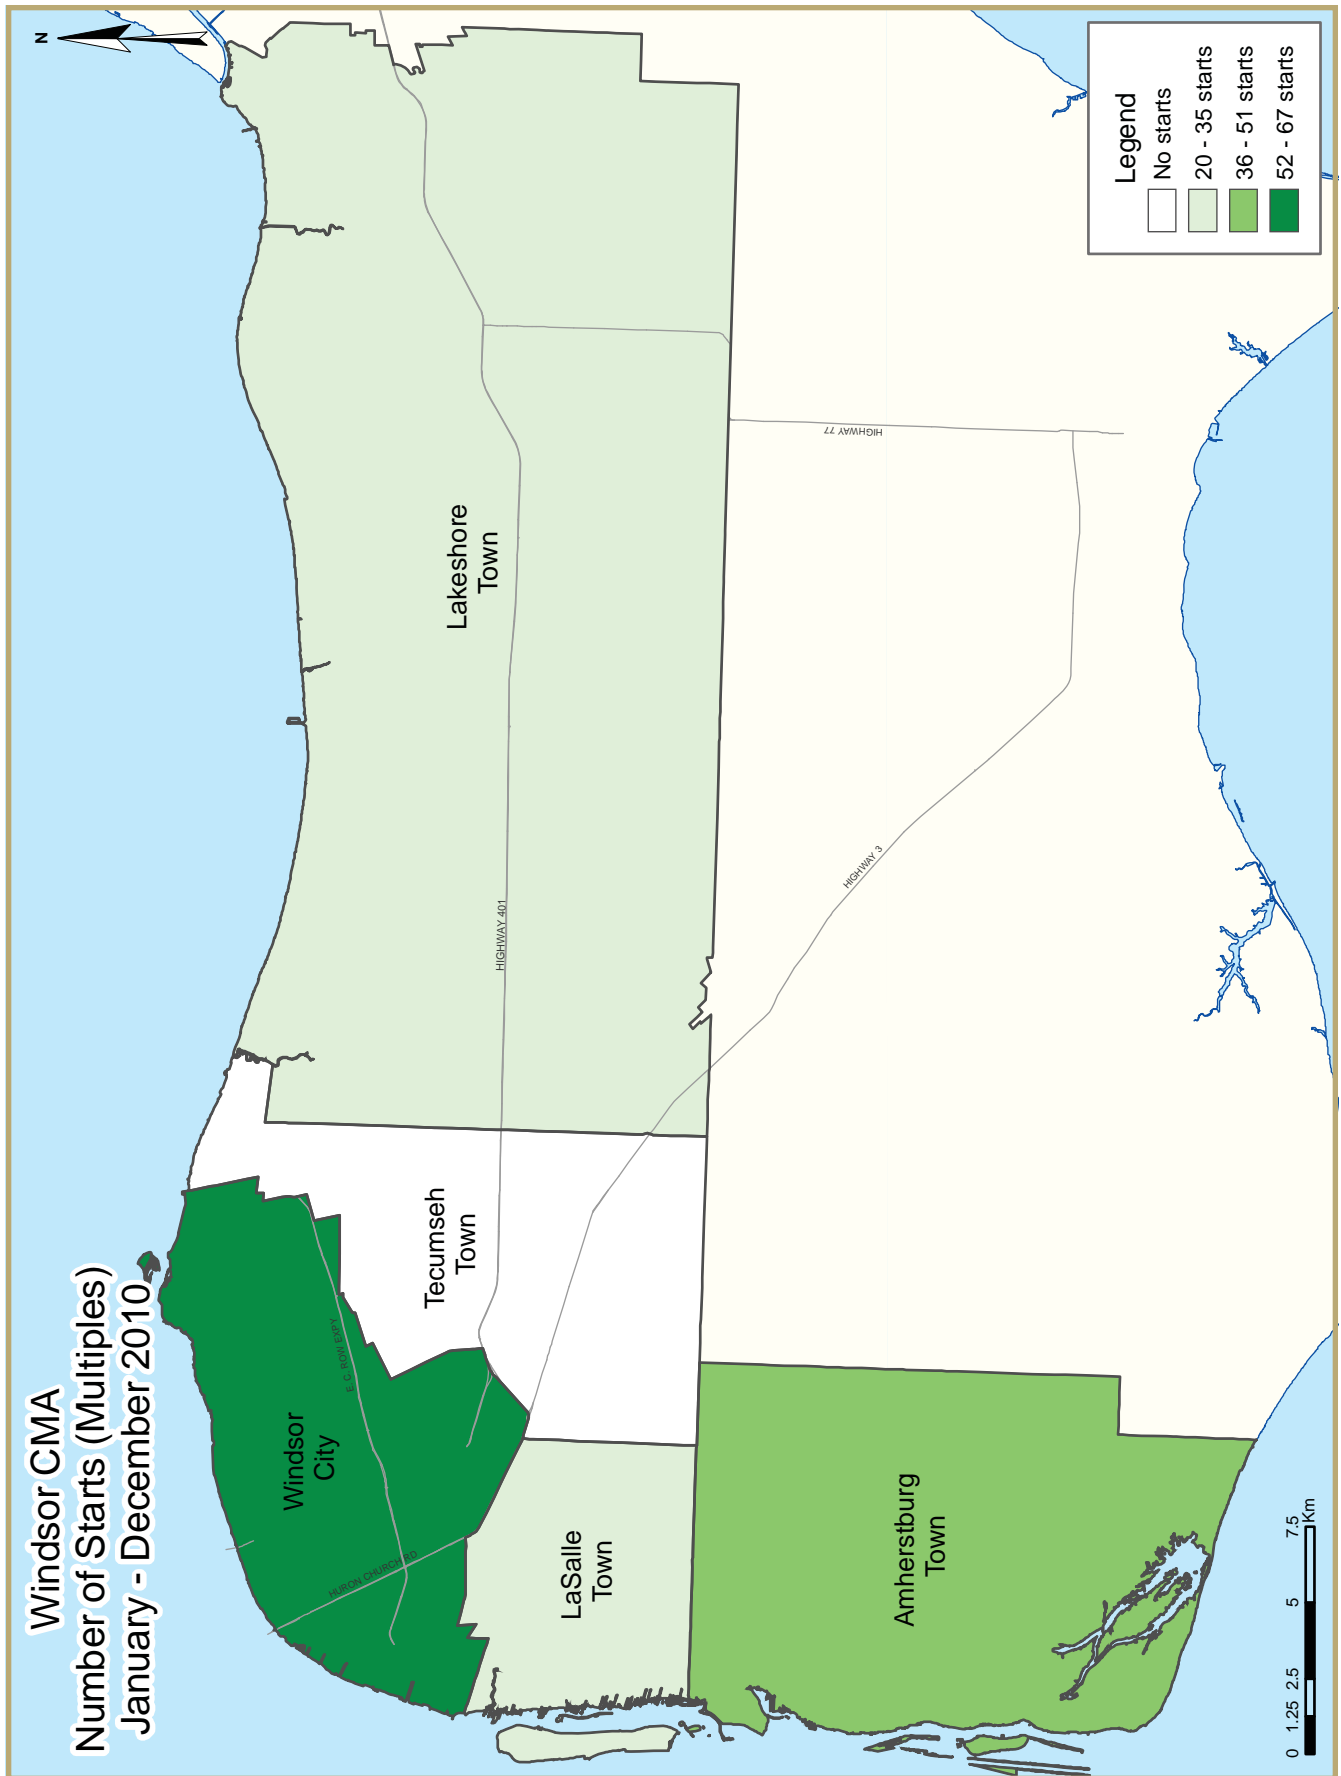 Windsor CMA
Number of Starts (Multiples)
January - December 2010
N
Windsor
City
E.C. ROW EXPY
HURON CHURCH RD
Tecumseh
Town
LaSalle
Town
Amherstburg
Town
Lakeshore
Town
HIGHWAY 401
HIGHWAY 3
HIGHWAY 77
0 1.25 2.5 5 7.5
Km
Legend
No starts
20 - 35 starts
36 - 51 starts
52 - 67 starts